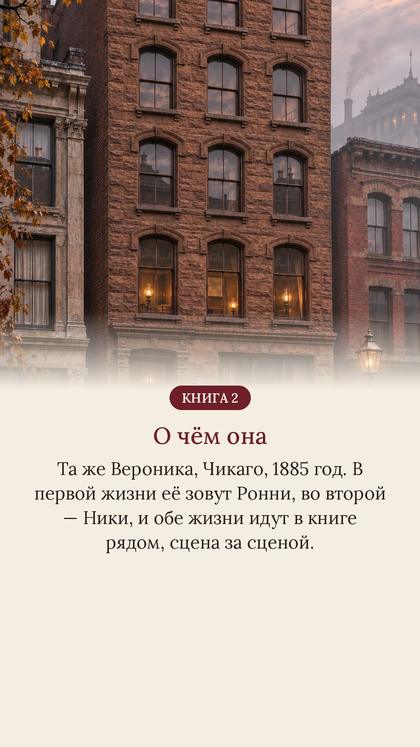 КНИГА 2
О чём она
Та же Вероника, Чикаго, 1885 год. В
первой жизни её зовут Ронни, во второй
— Ники, и обе жизни идут в книге
рядом, сцена за сценой.